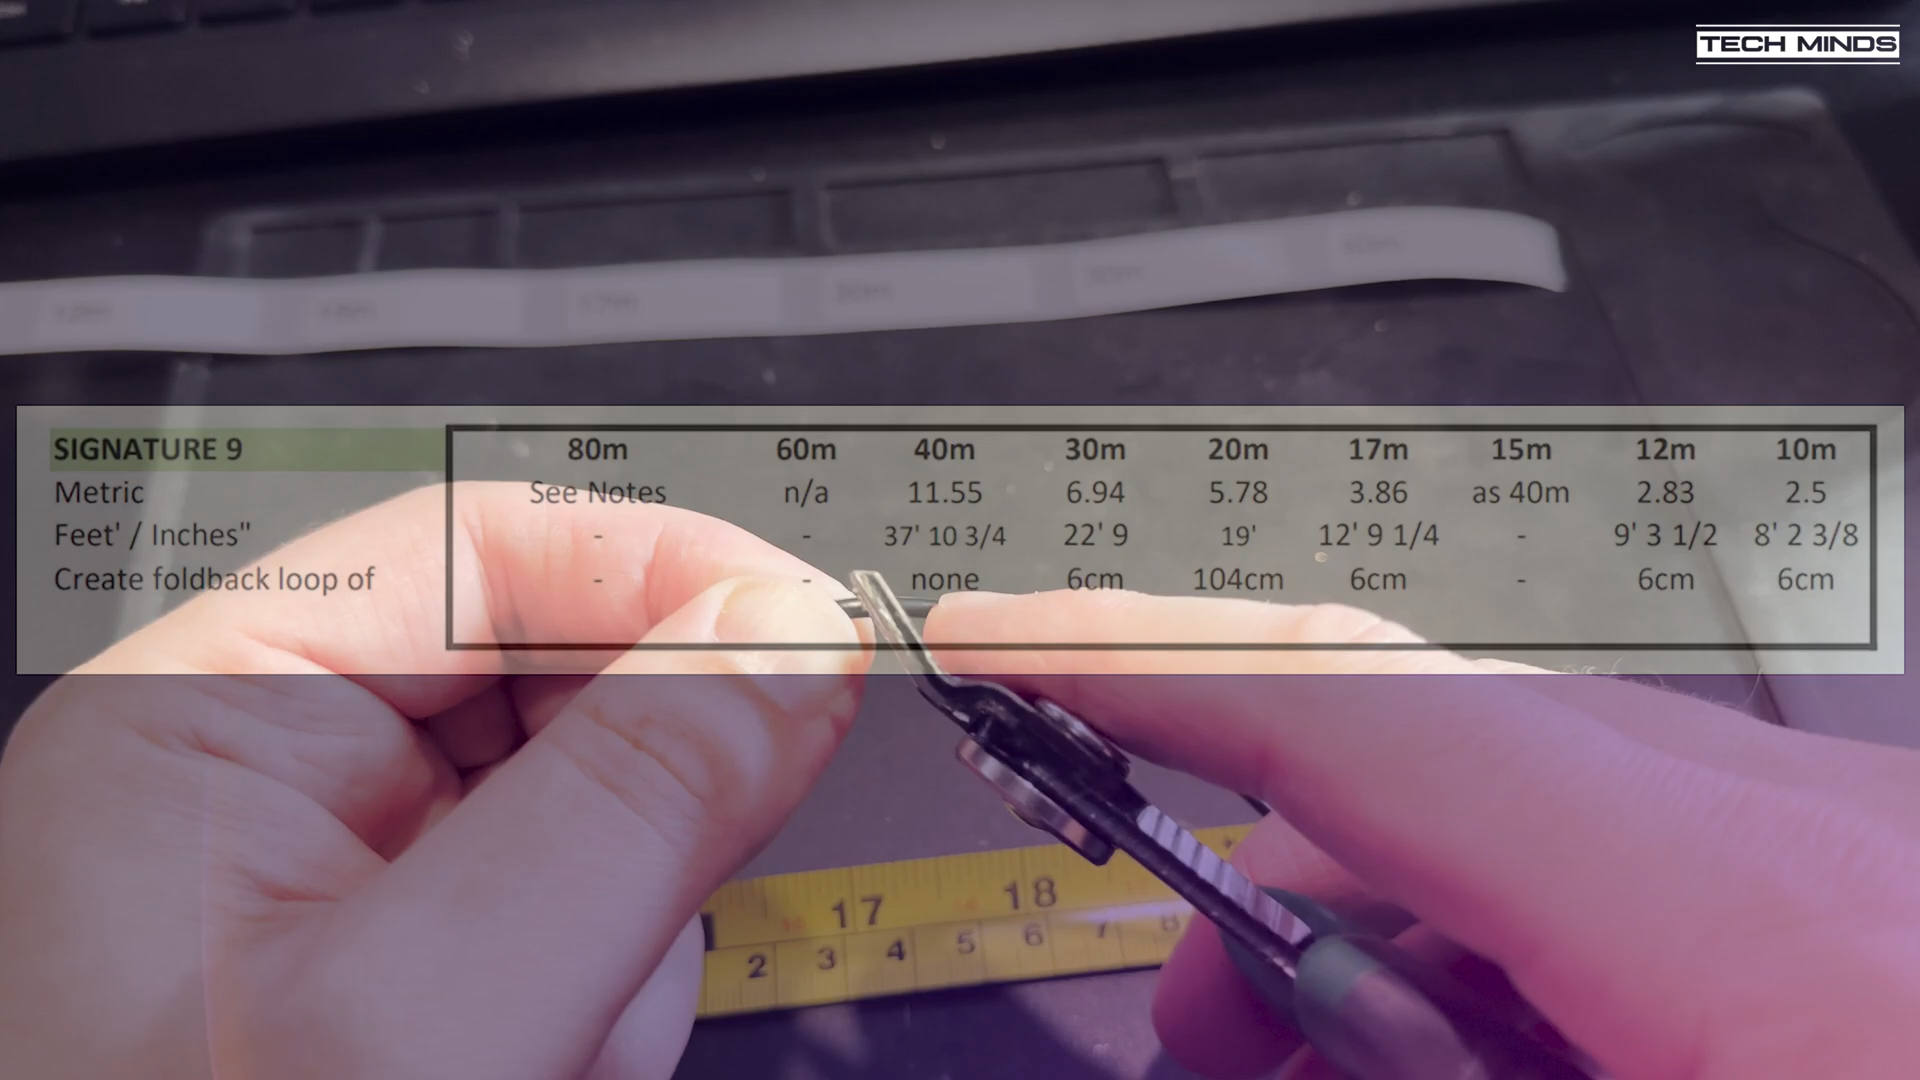 TECH MINDS
17m
20m
SIGNATURE 9 80m 60m 40m 30m 20m 17m 15m 12m 10m
Metric See Notes n/a 11.55 6.94 5.78 3.86 as 40m 2.83 2.5
Feet' / Inches" - - 37' 10 3/4 22' 9 19' 12' 9 1/4 - 9' 3 1/2 8' 2 3/8
Create foldback loop of - - none 6cm 104cm 6cm - 6cm 6cm
17 18
2 3 4 5 6 7 8